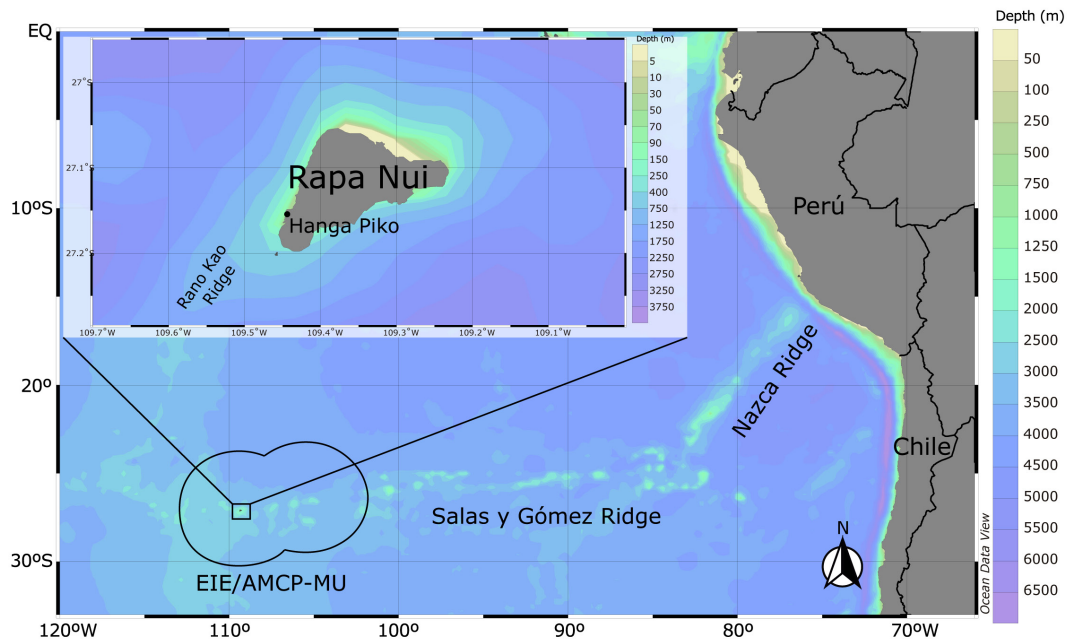 Depth (m)
50
100
250
500
750
1000
1250
1500
2000
2500
3000
3500
4000
4500
5000
5500
6000
6500
Ocean Data View
EQ
10ºS
20º
30ºS
120ºW
110º
100ºW
90ºW
80ºW
70ºW
Depth (m)
5
10
30
50
70
90
150
250
400
750
1250
1750
2250
2750
3250
3750
27˚S
27.1˚S
27.2˚S
109.7˚W
109.6˚W
109.5˚W
109.4˚W
109.3˚W
109.2˚W
109.1˚W
Rapa Nui
Hanga Piko
Rano Kao
Ridge
Perú
Nazca Ridge
Chile
Salas y Gómez Ridge
EIE/AMCP-MU
N